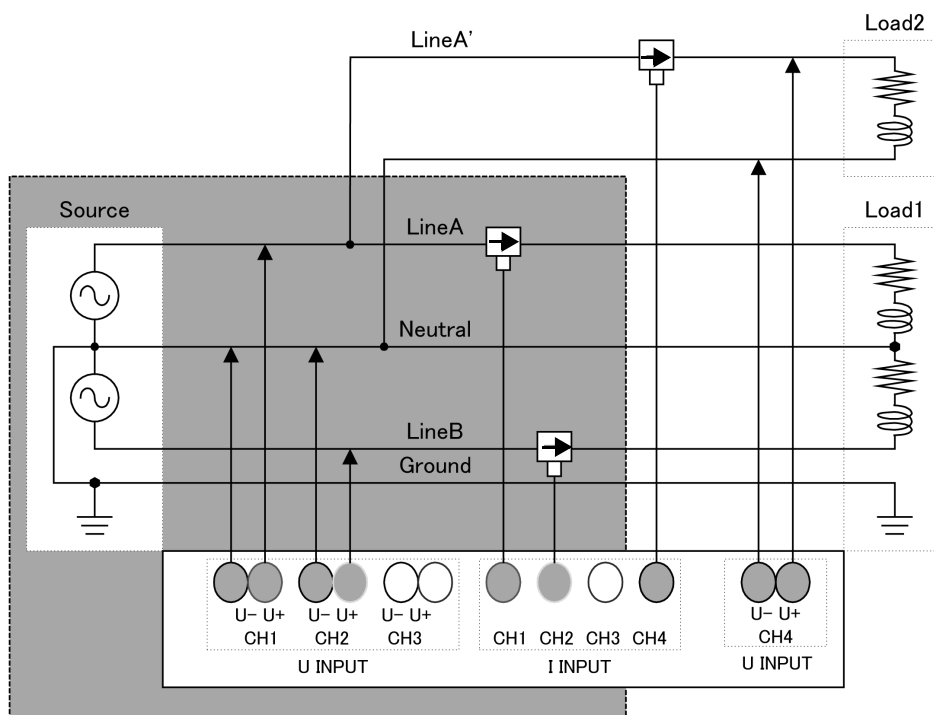 Load2
LineA’
Source
LineA
Load1
Neutral
LineB
Ground
U− U+ U− U+ U− U+
CH1 CH2 CH3
U INPUT
CH1 CH2 CH3 CH4
I INPUT
U− U+
CH4
U INPUT